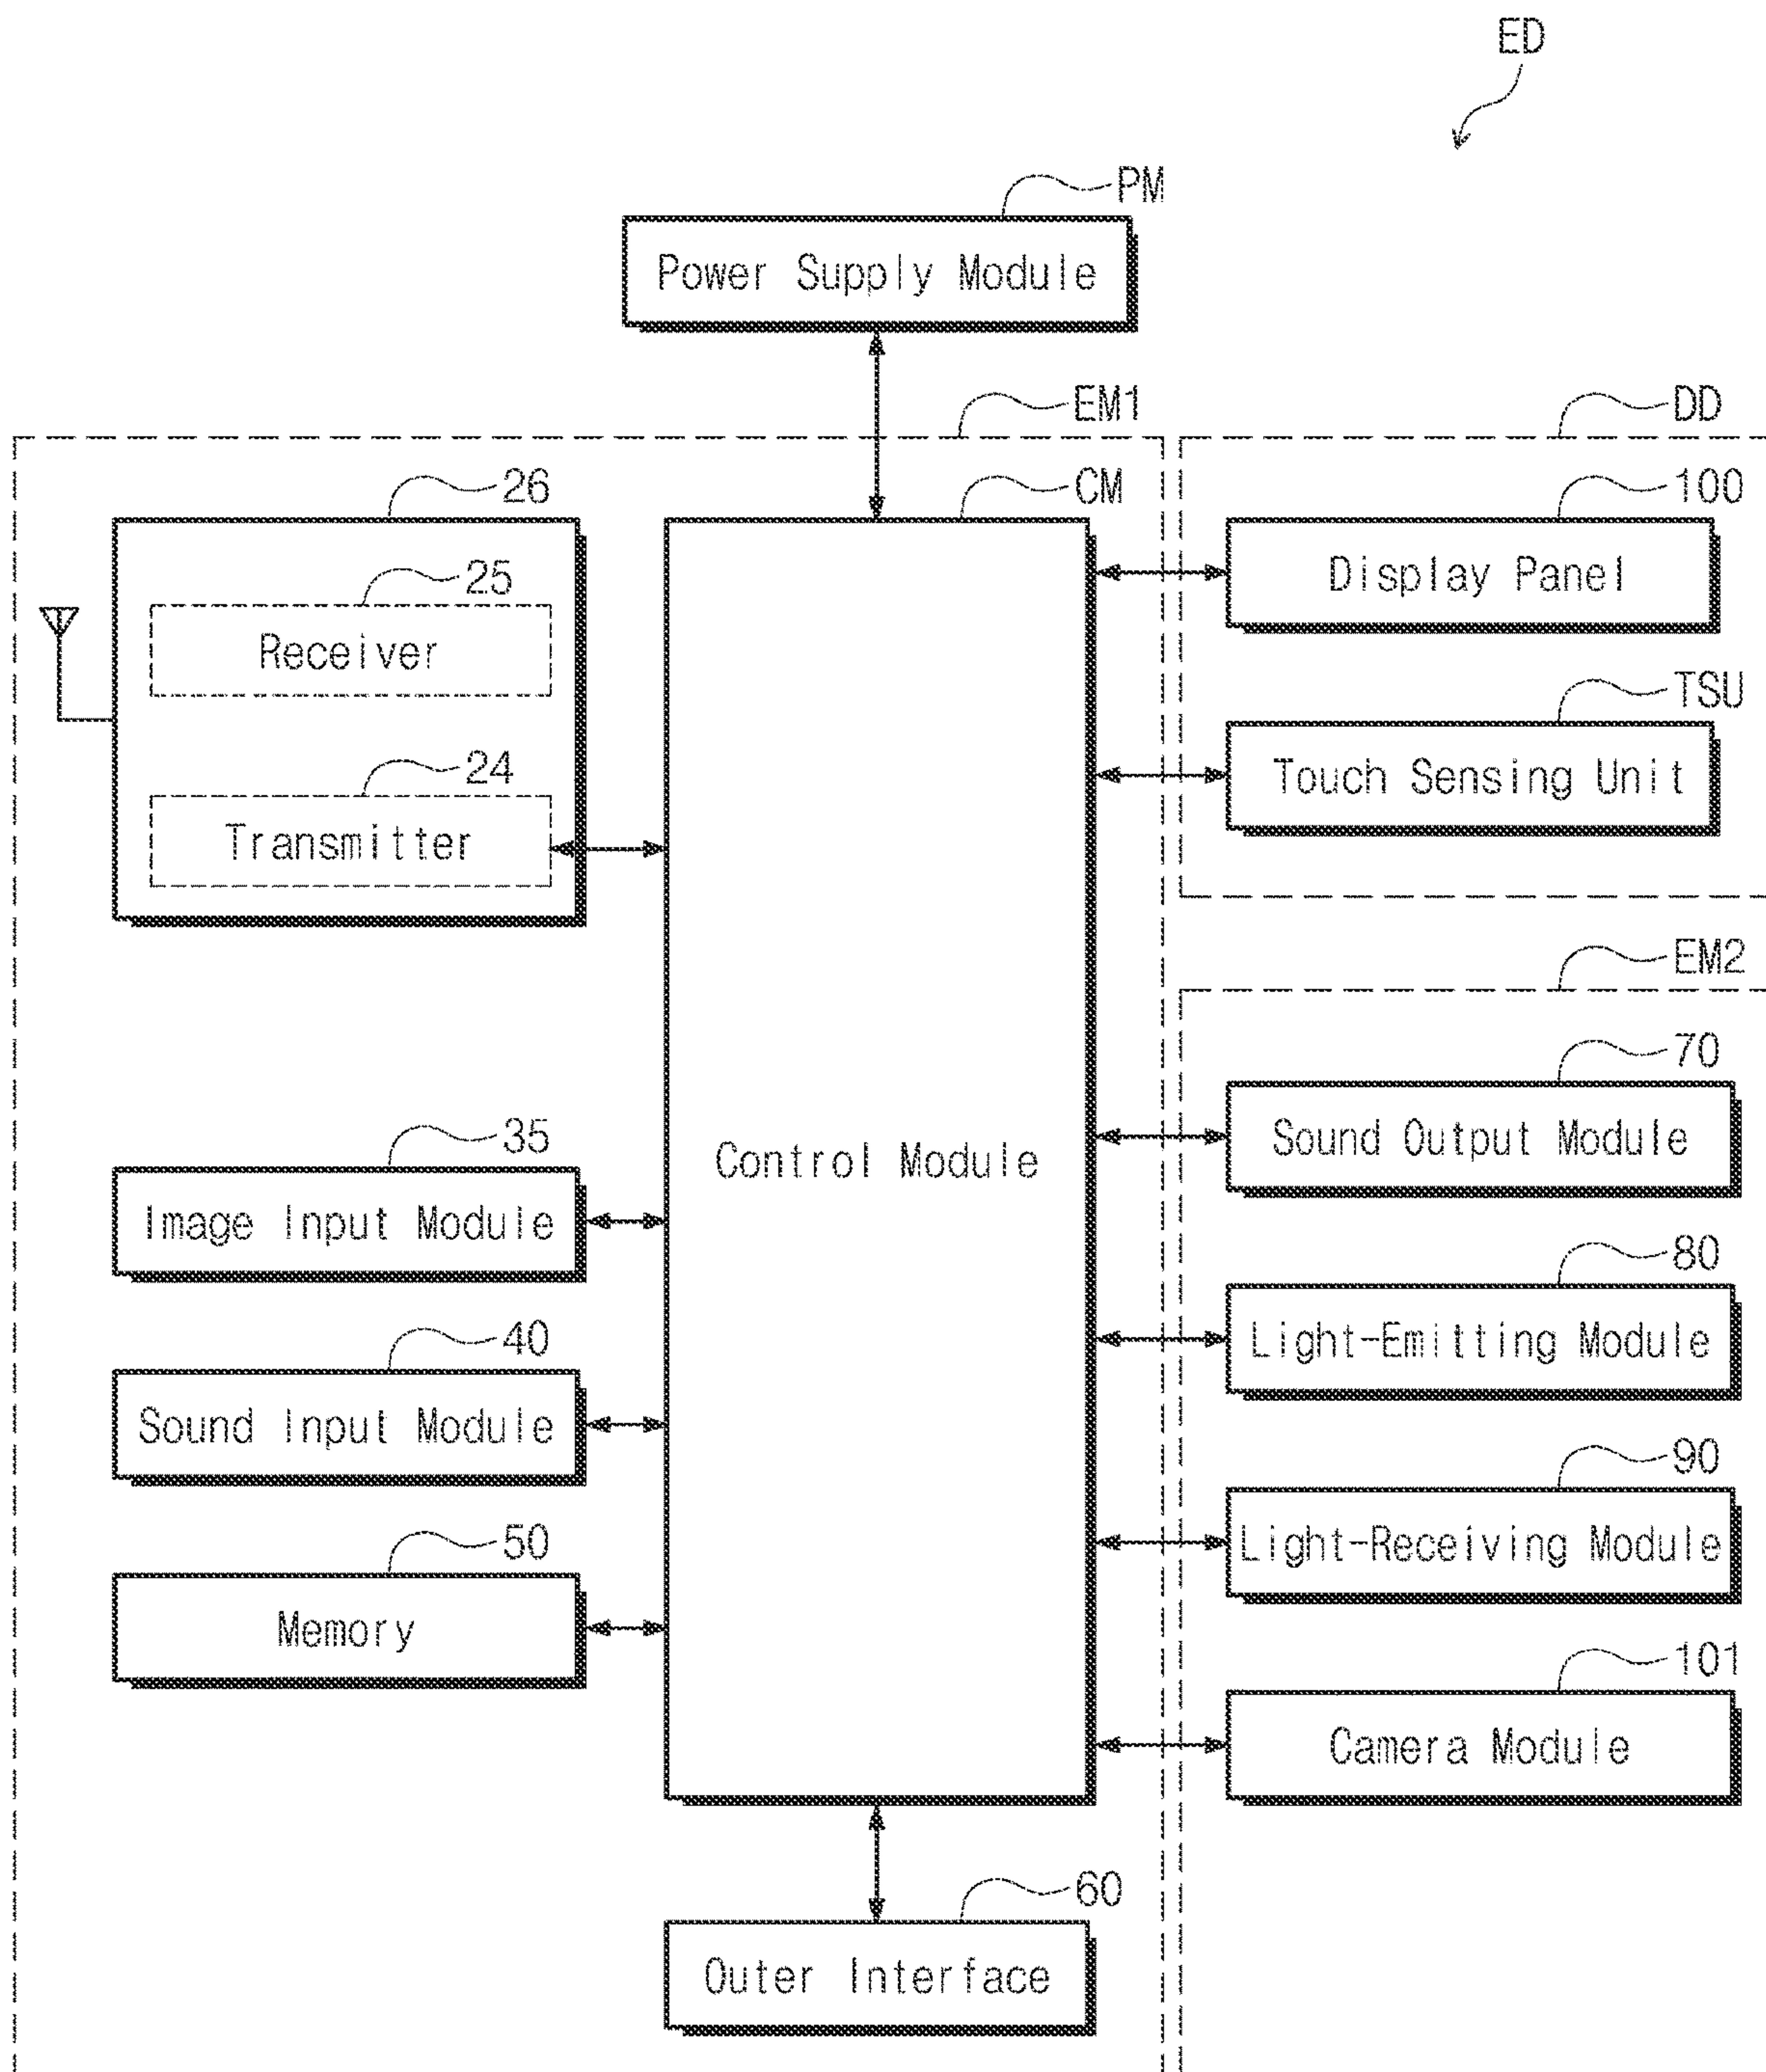 ED
PM
Power Supply Module
EM1
DD
26
CM
100
25
Display Panel
Receiver
TSU
24
Touch Sensing Unit
Transmitter
EM2
70
35
Sound Output Module
Control Module
Image Input Module
80
40
Light-Emitting Module
Sound Input Module
90
50
Light-Receiving Module
Memory
101
Camera Module
60
Outer Interface